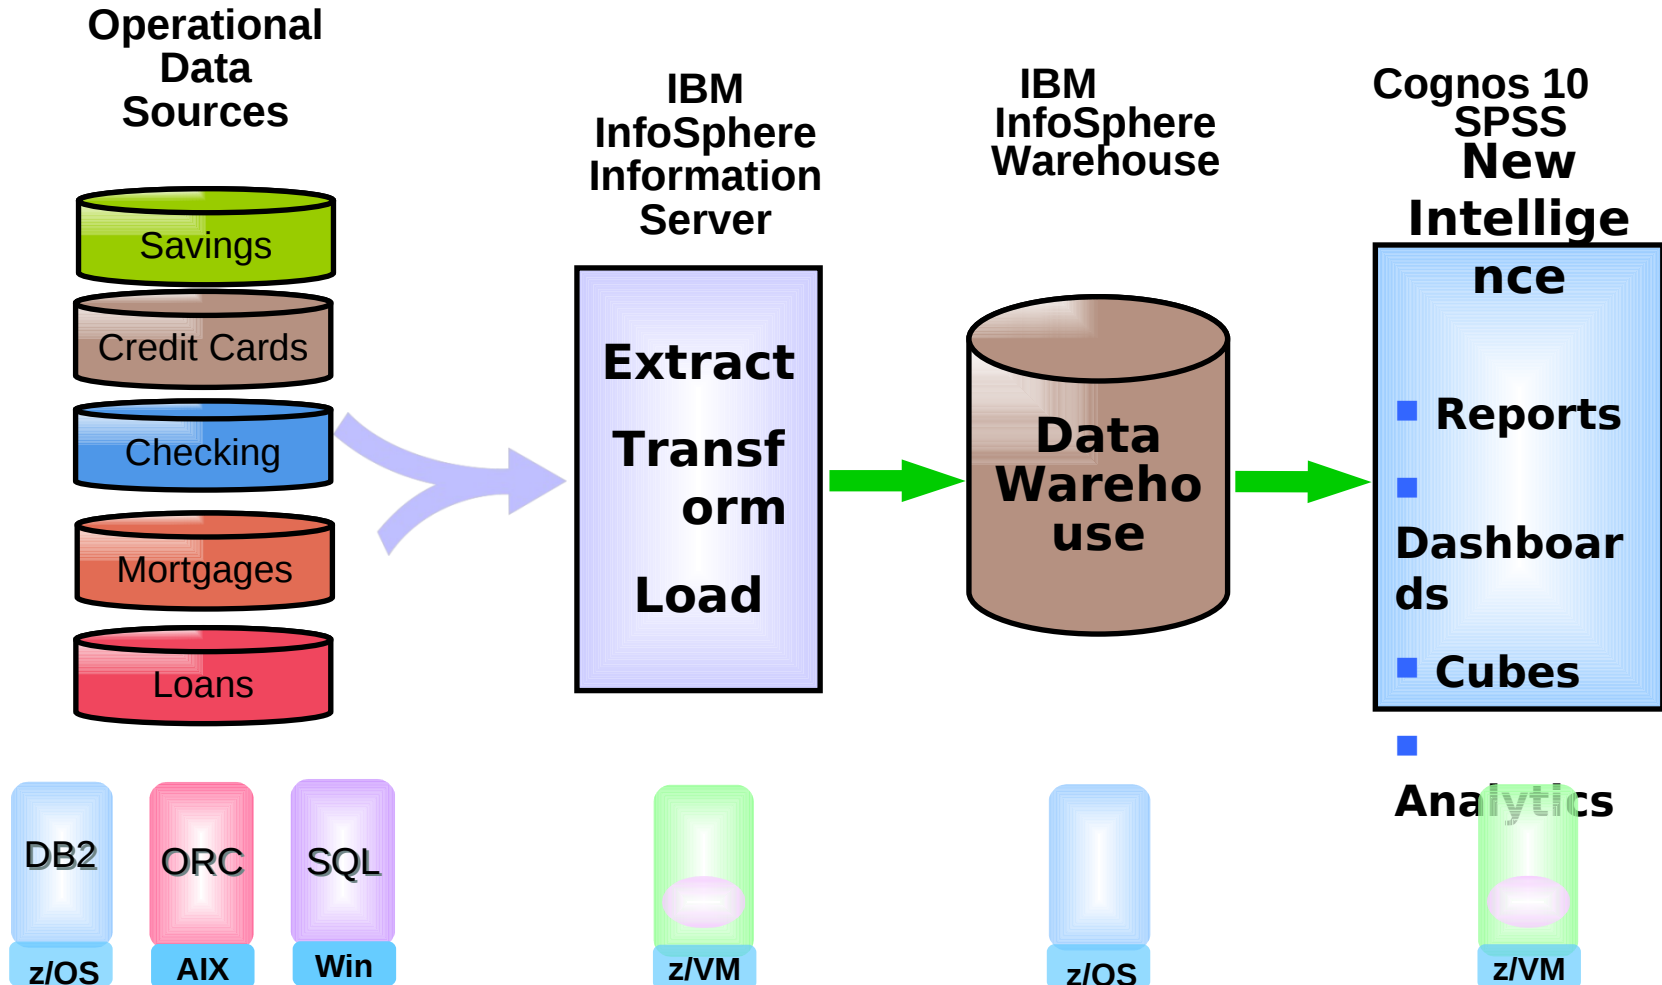 Operational
Data
Sources
Savings
Credit Cards
Checking
Mortgages
Loans
IBM
InfoSphere
Information
Server
Extract
Transf
orm
Load
IBM
InfoSphere
Warehouse
Data
Wareho
use
Cognos 10
SPSS
New
Intellige
nce
Reports
Dashboar
ds
Cubes
Analytics
DB2
z/OS
ORC
AIX
SQL
Win
z/VM
z/OS
z/VM